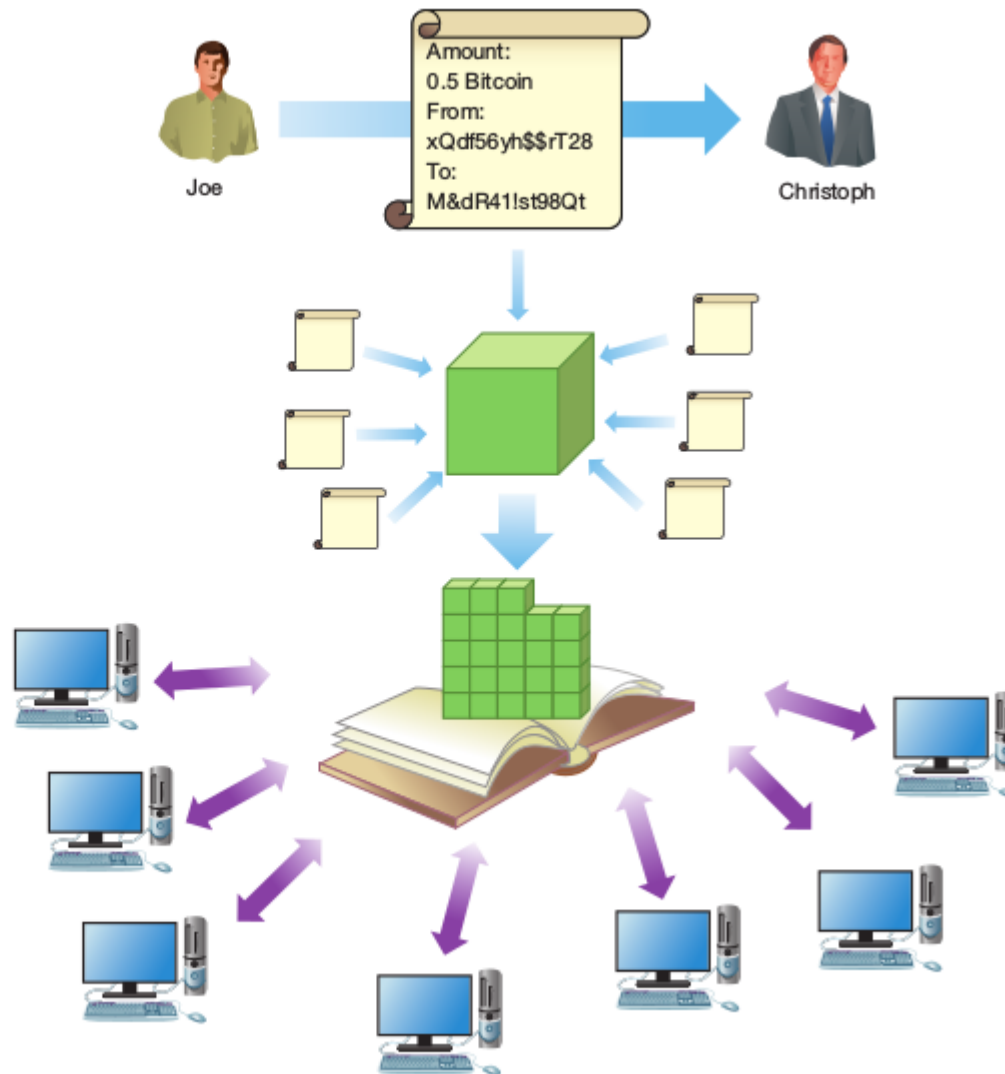 Amount:
0.5 Bitcoin
From:
xQdf56yh$$rT28
To:
M&dR41!st98Qt
Joe
Christoph